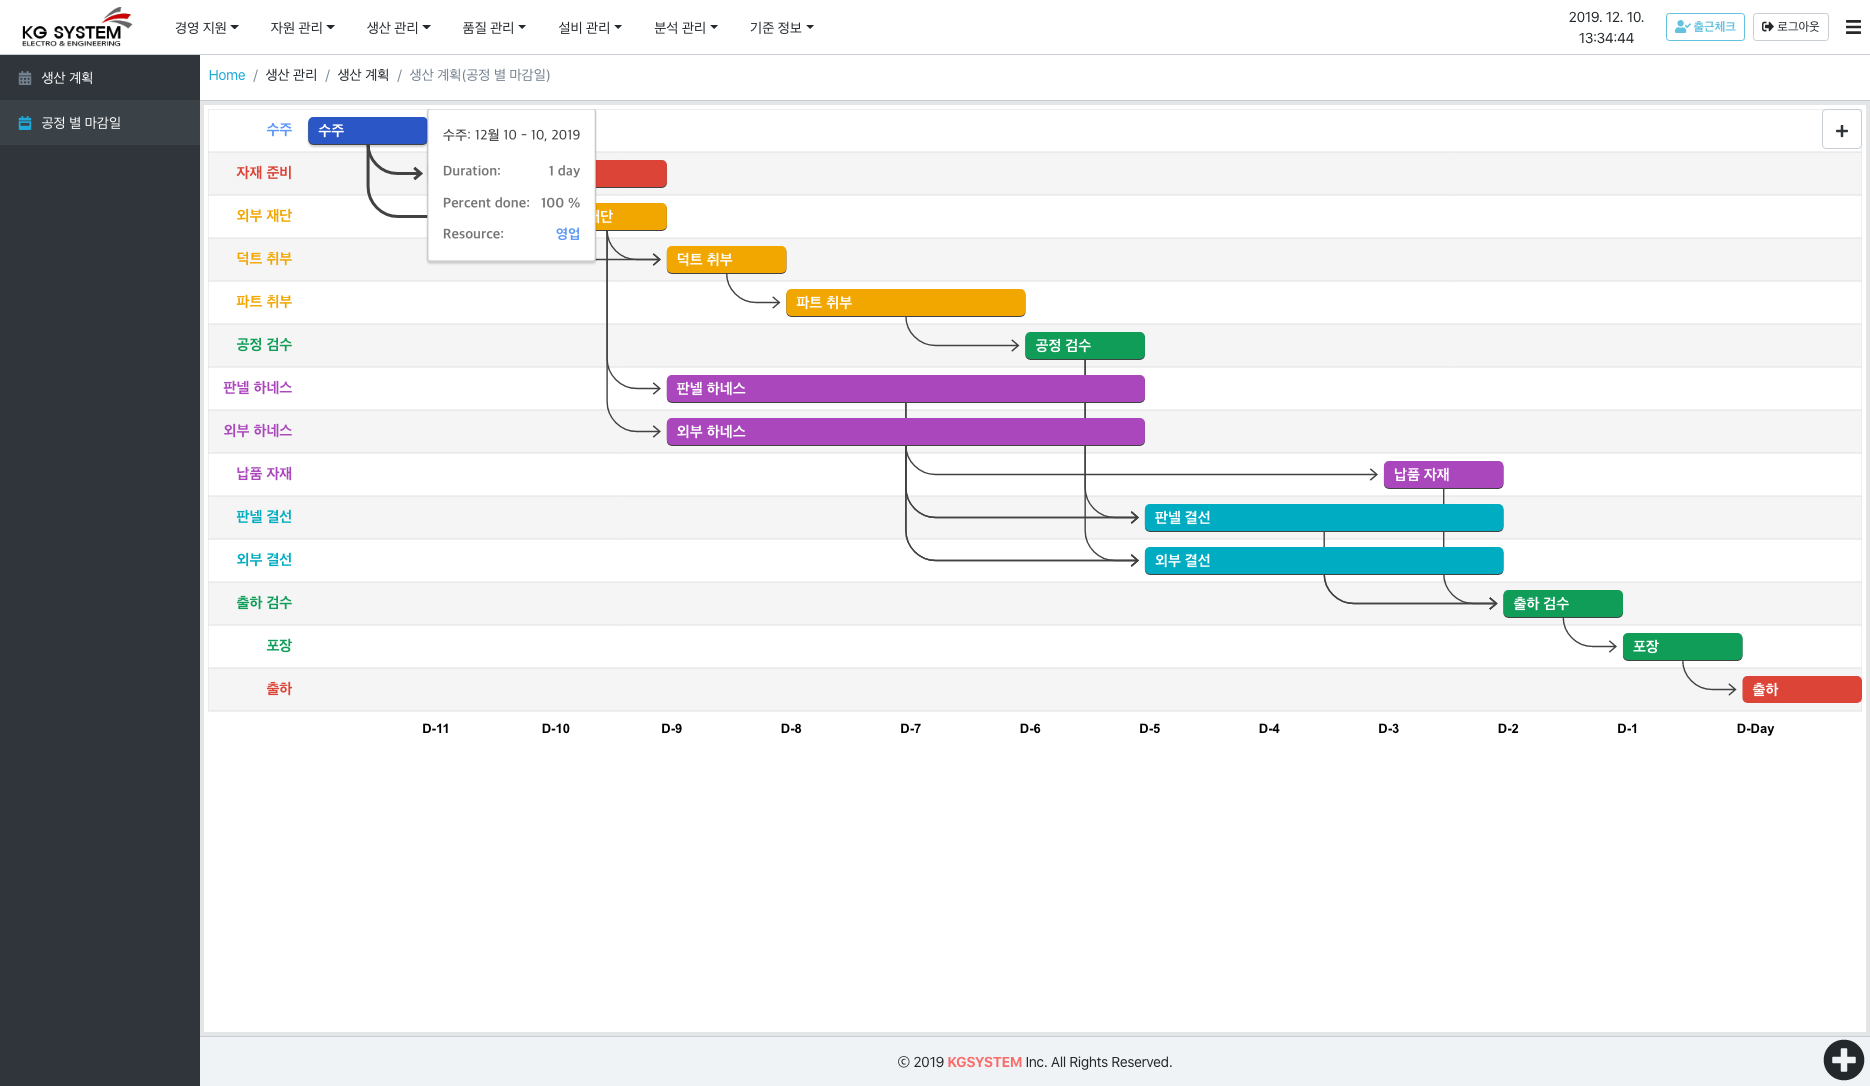 KG SYSTEM
ELECTRO & ENGINEERING
경영 지원
자원 관리
생산 관리
품질 관리
설비 관리
분석 관리
기준 정보
2019. 12. 10.
13:34:44
출근체크
로그아웃
생산 계획
공정 별 마감일
Home / 생산 관리 / 생산 계획 / 생산 계획(공정 별 마감일)
수주
수주
수주: 12월 10 - 10, 2019
Duration: 1 day
Percent done: 100 %
Resource: 영업
+
자재 준비
외부 재단
단
덕트 취부
덕트 취부
파트 취부
파트 취부
공정 검수
공정 검수
판넬 하네스
판넬 하네스
외부 하네스
외부 하네스
납품 자재
납품 자재
판넬 결선
판넬 결선
외부 결선
외부 결선
출하 검수
출하 검수
포장
포장
출하
출하
D-11 D-10 D-9 D-8 D-7 D-6 D-5 D-4 D-3 D-2 D-1 D-Day
© 2019 KGSYSTEM Inc. All Rights Reserved.